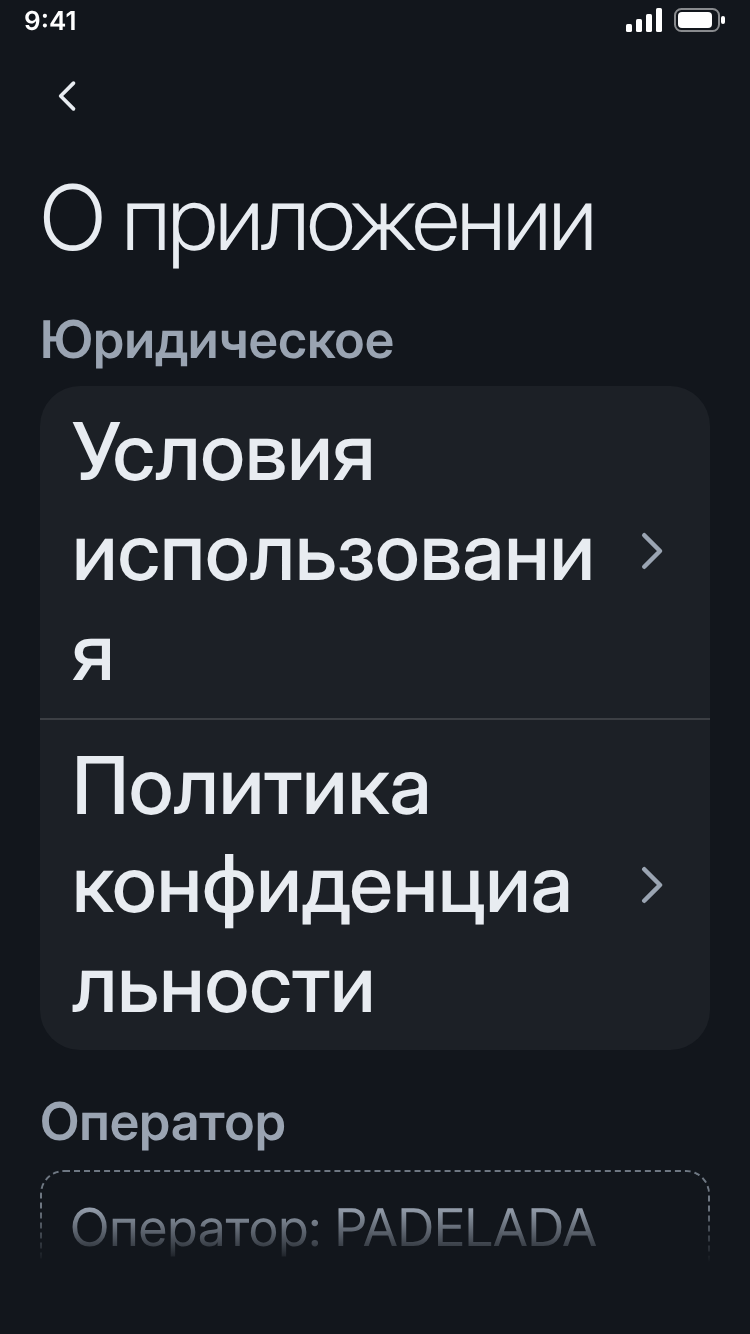 9:41
О приложении
Юридическое
Условия
использовани
я
Политика
конфиденциа
льности
Оператор
Оператор: PADELADA